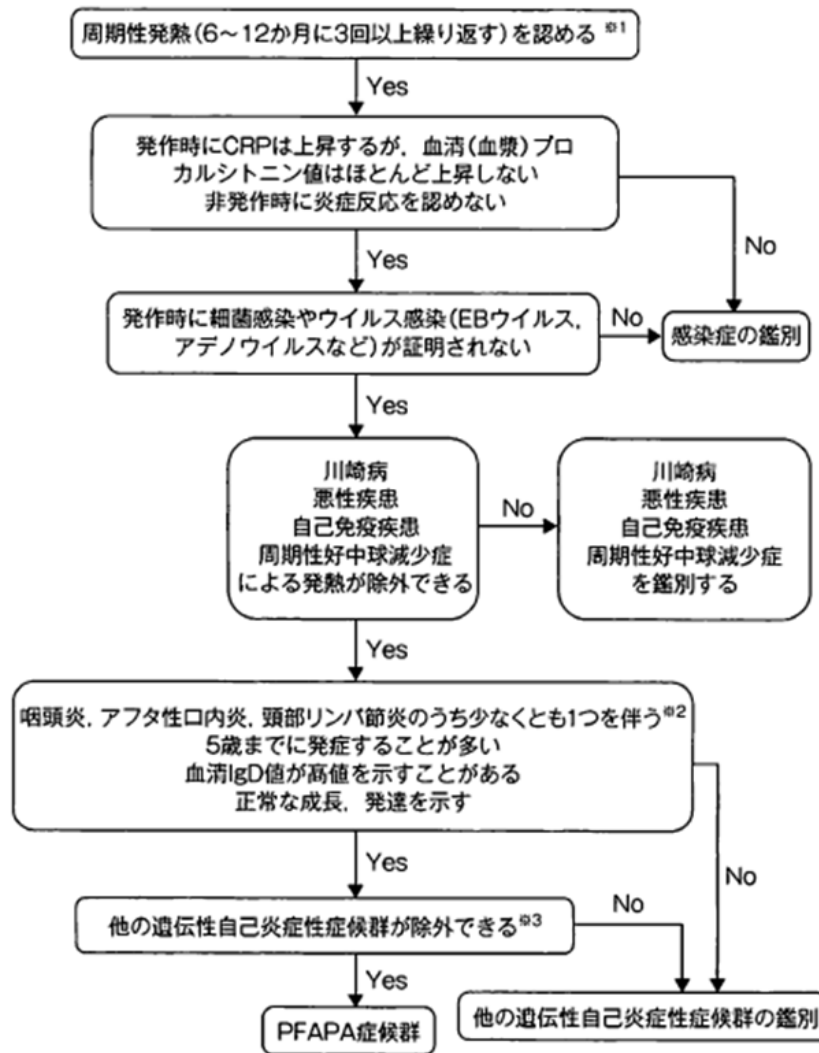 周期性発熱(6～12か月に3回以上繰り返す)を認める ※1
Yes
発作時にCRPは上昇するが，血清(血漿)プロ
カルシトニン値はほとんど上昇しない
非発作時に炎症反応を認めない
No
Yes
発作時に細菌感染やウイルス感染(EBウイルス，
アデノウイルスなど)が証明されない
No
感染症の鑑別
Yes
川崎病
悪性疾患
自己免疫疾患
周期性好中球減少症
による発熱が除外できる
No
川崎病
悪性疾患
自己免疫疾患
周期性好中球減少症
を鑑別する
Yes
咽頭炎，アフタ性口内炎，頸部リンパ節炎のうち少なくとも1つを伴う※2
5歳までに発症することが多い
血清IgD値が高値を示すことがある
正常な成長，発達を示す
Yes
No
他の遺伝性自己炎症性症候群が除外できる※3
No
Yes
PFAPA症候群
他の遺伝性自己炎症性症候群の鑑別